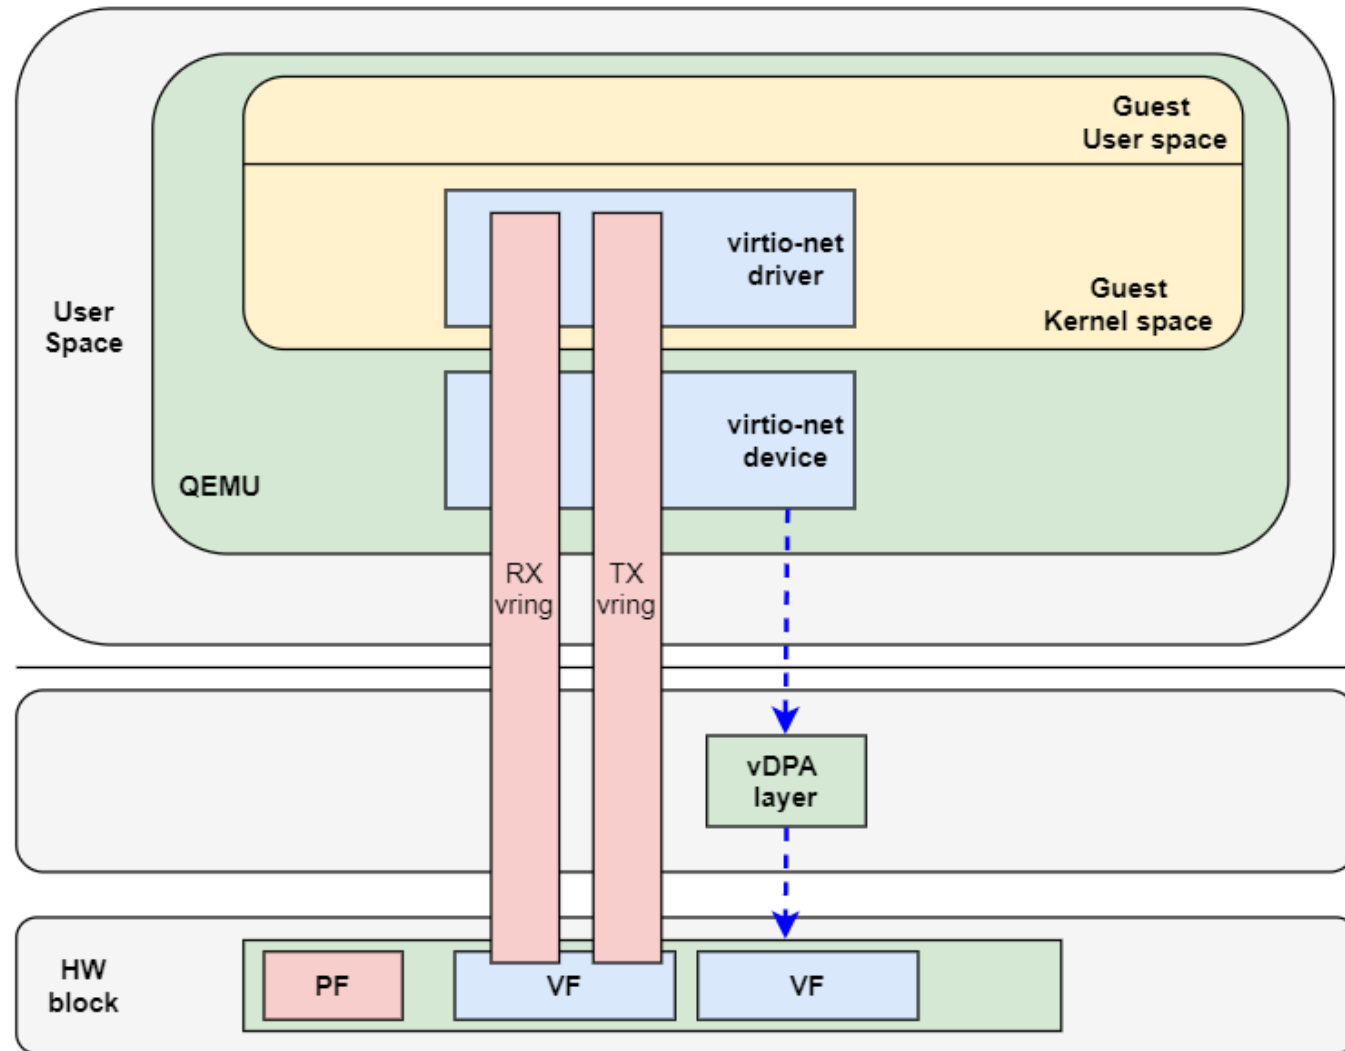 Guest
User space
virtio-net
driver
Guest
Kernel space
User
Space
virtio-net
device
QEMU
RX
vring
TX
vring
vDPA
layer
HW
block
PF
VF
VF